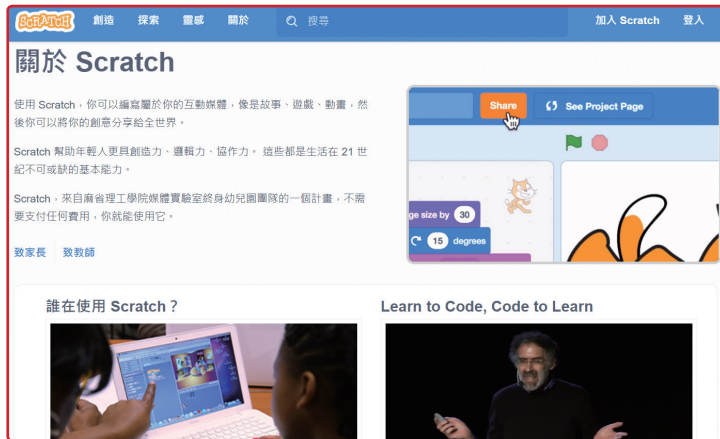 SCRATCH 創造 探索 靈感 關於 搜尋 加入 Scratch 登入
關於 Scratch
使用 Scratch，你可以編寫屬於你的互動媒體，像是故事、遊戲、動畫，然
後你可以將你的創意分享給全世界。
Scratch 幫助年輕人更具創造力、邏輯力、協作力。 這些都是生活在 21 世
紀不可或缺的基本能力。
Scratch，來自麻省理工學院媒體實驗室終身幼兒園團隊的一個計畫，不需
要支付任何費用，你就能使用它。
致家長 致教師
Share See Project Page
ge size by 30
15 degrees
誰在使用 Scratch？
Learn to Code, Code to Learn